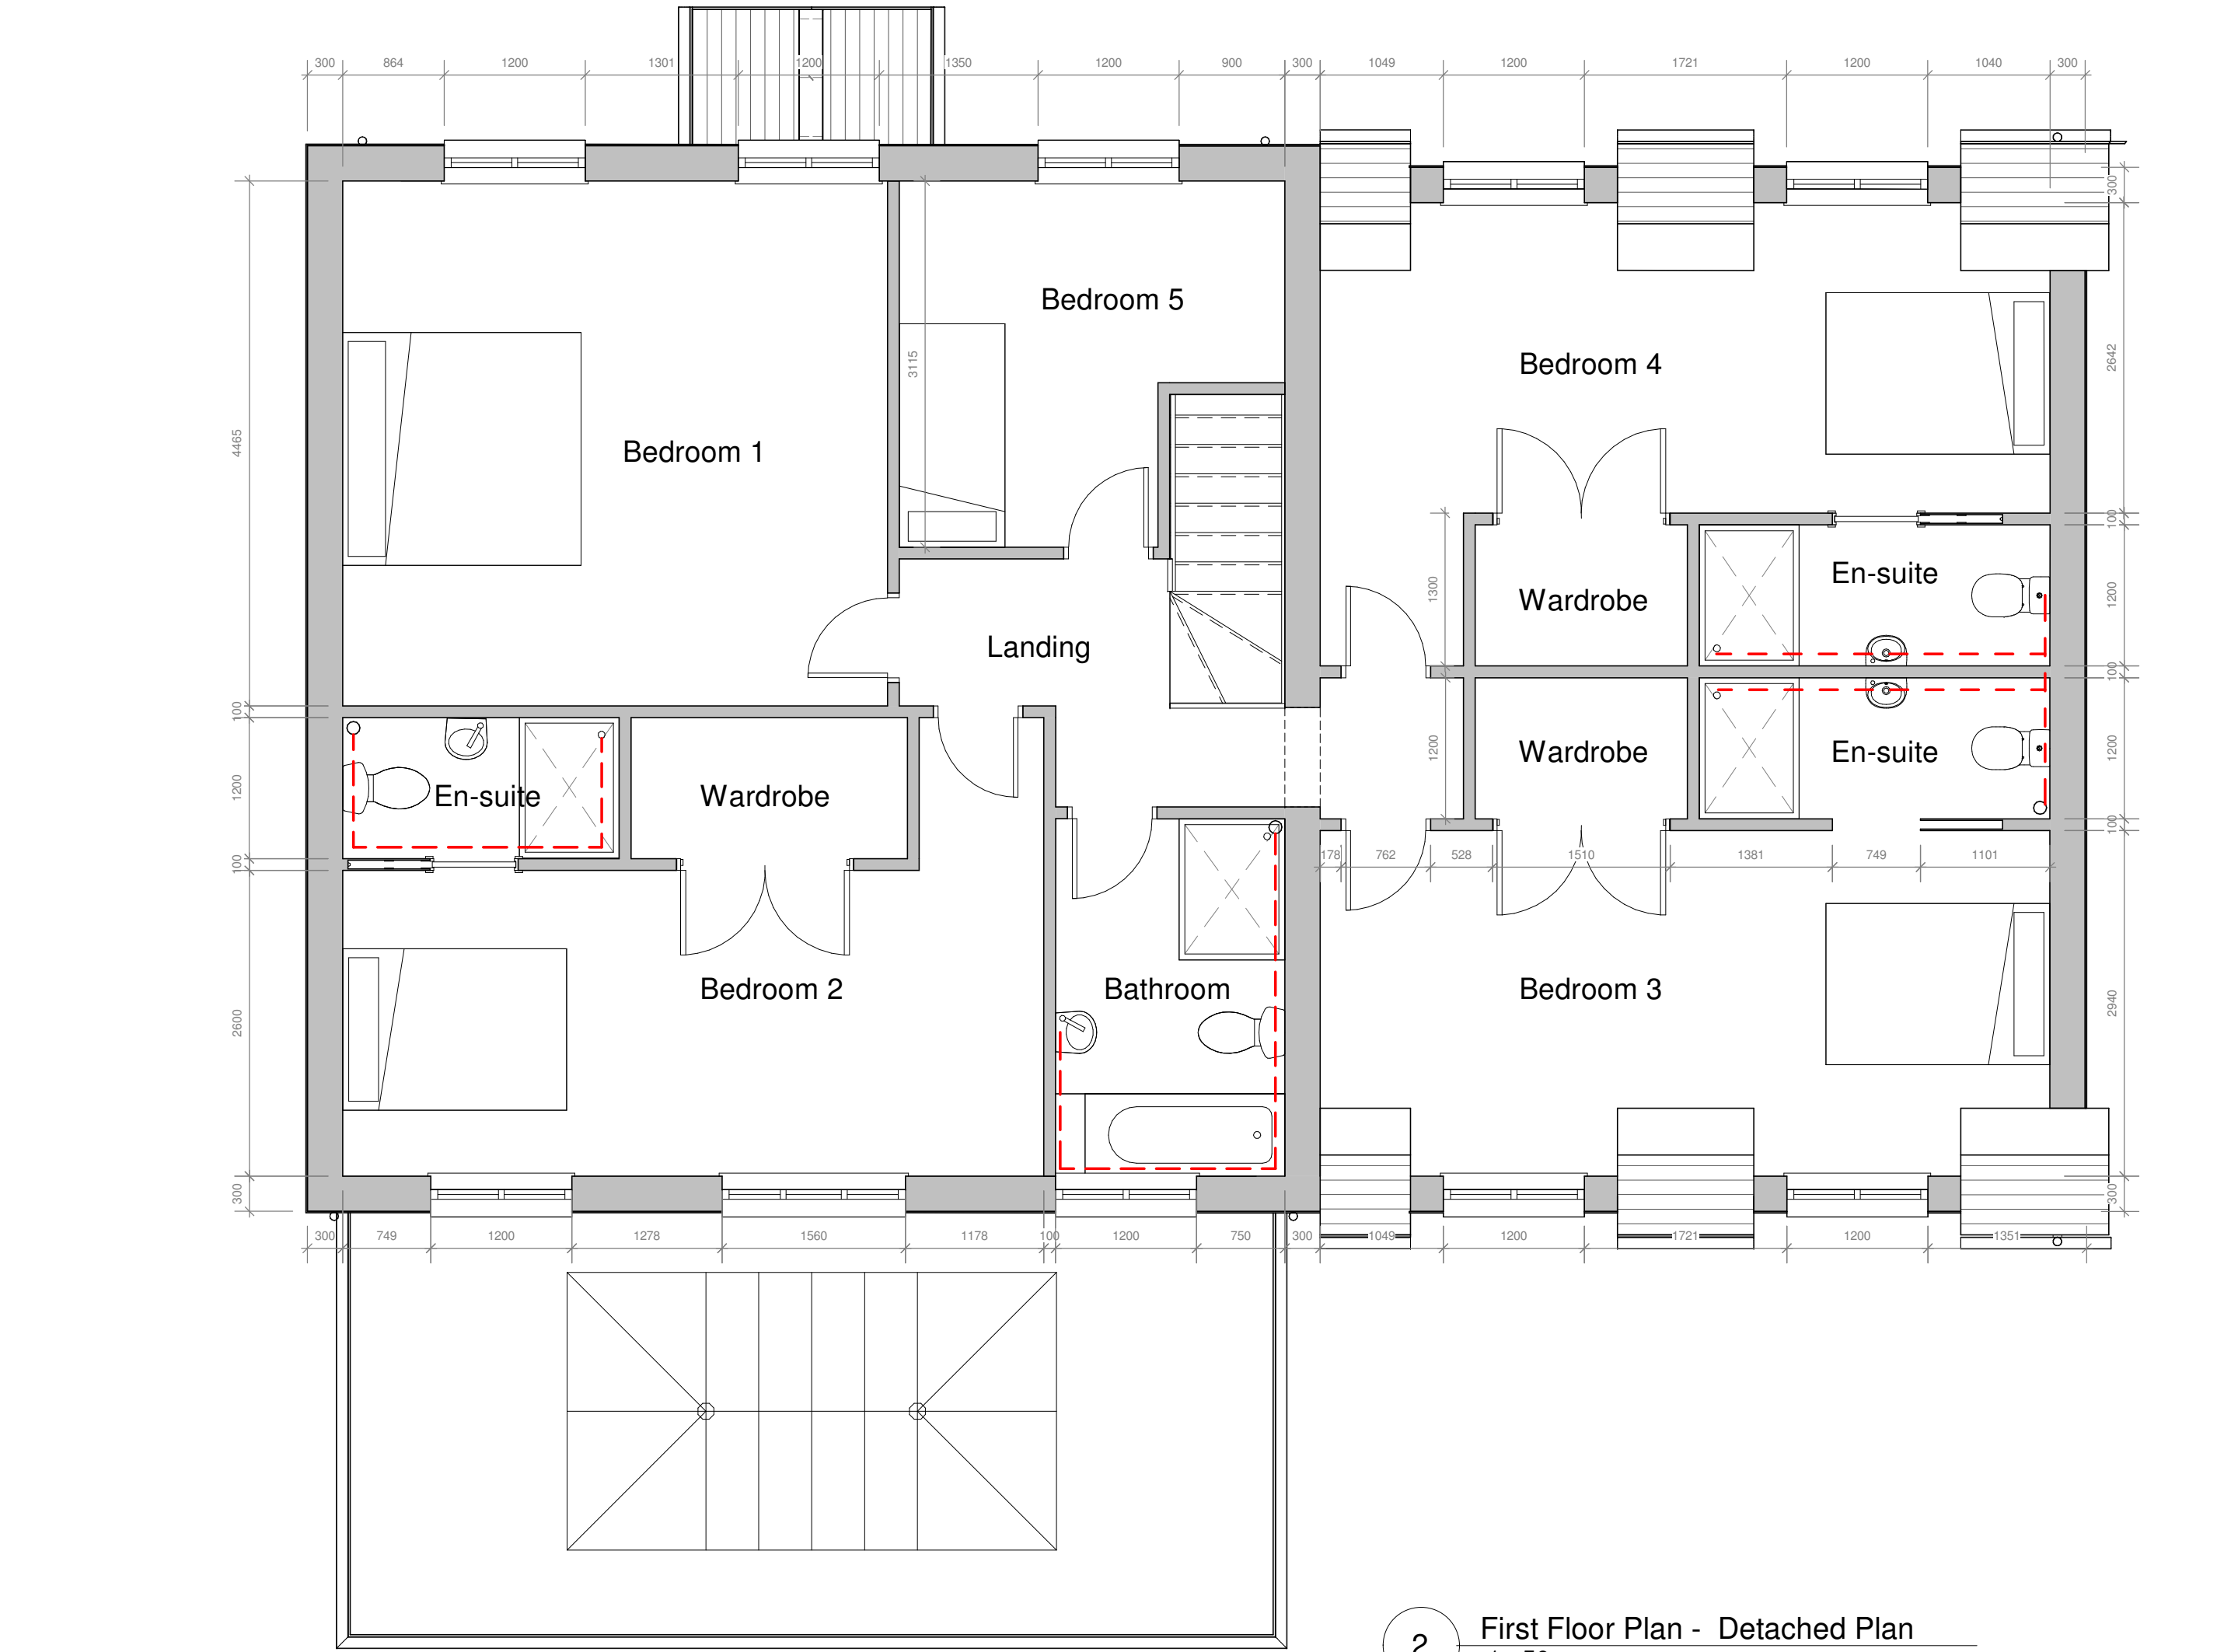 300 864 1200 1301 1200 1350 1200 900 300 1049 1200 1721 1200 1040 300
300
Bedroom 5
3115
2642
Bedroom 4
4465
Bedroom 1
100
En-suite
1300
1200
Wardrobe
Landing
100
100
1200
Wardrobe
En-suite
1200
1200
En-suite
Wardrobe
100
100
178 762 528 1510 1381 749 1101
Bedroom 2
Bathroom
Bedroom 3
2600
2940
300
300
300 749 1200 1278 1560 1178 100 1200 750 300 1049 1200 1721 1200 1351
2
First Floor Plan - Detached Plan